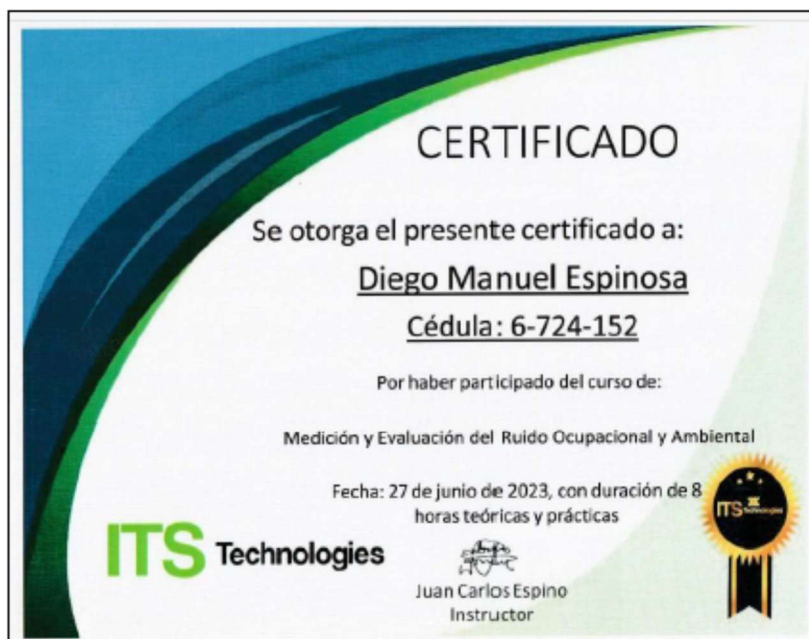 CERTIFICADO
Se otorga el presente certificado a:
Diego Manuel Espinosa
Cédula: 6-724-152
Por haber participado del curso de:
Medición y Evaluación del Ruido Ocupacional y Ambiental
Fecha: 27 de junio de 2023, con duración de 8
horas teóricas y prácticas
ITS Technologies
ITS Technologies
Juan Carlos Espino
Instructor